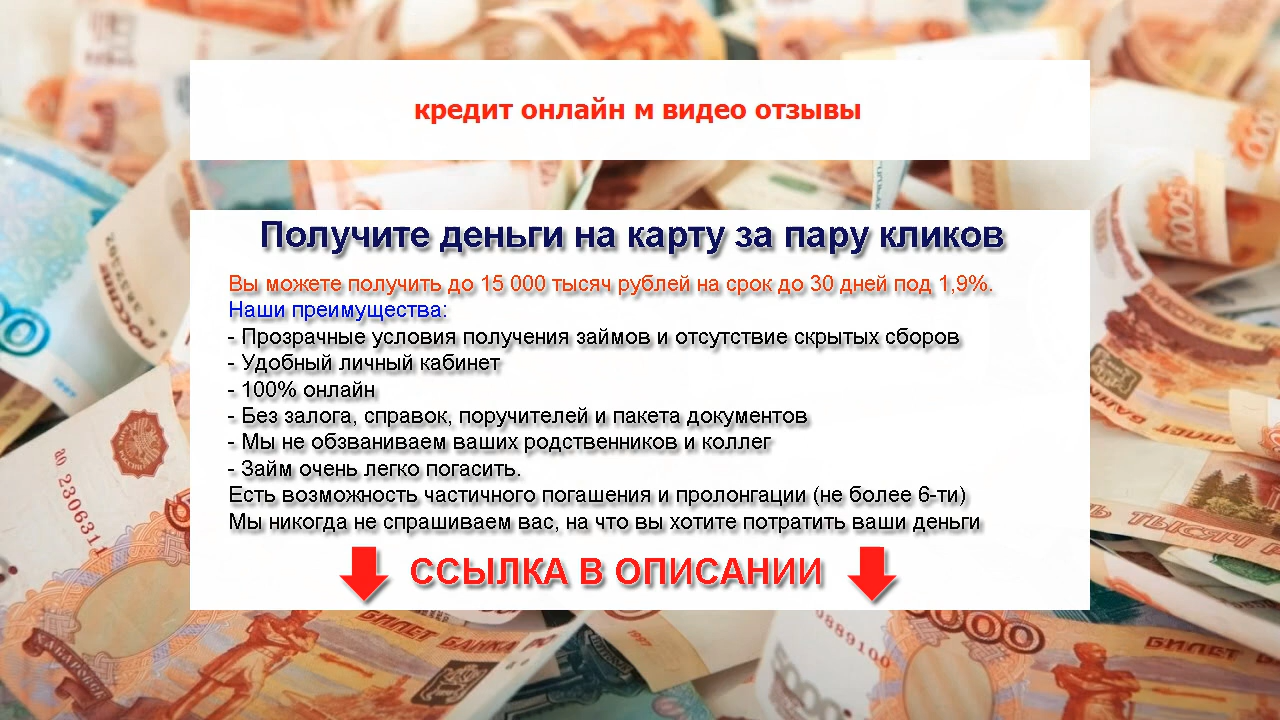 кредит онлайн м видео отзывы
Получите деньги на карту за пару кликов
Вы можете получить до 15 000 тысяч рублей на срок до 30 дней под 1,9%.
Наши преимущества:
- Прозрачные условия получения займов и отсутствие скрытых сборов
- Удобный личный кабинет
- 100% онлайн
- Без залога, справок, поручителей и пакета документов
- Мы не обзваниваем ваших родственников и коллег
- Займ очень легко погасить.
Есть возможность частичного погашения и пролонгации (не более 6-ти)
Мы никогда не спрашиваем вас, на что вы хотите потратить ваши деньги
ССЫЛКА В ОПИСАНИИ